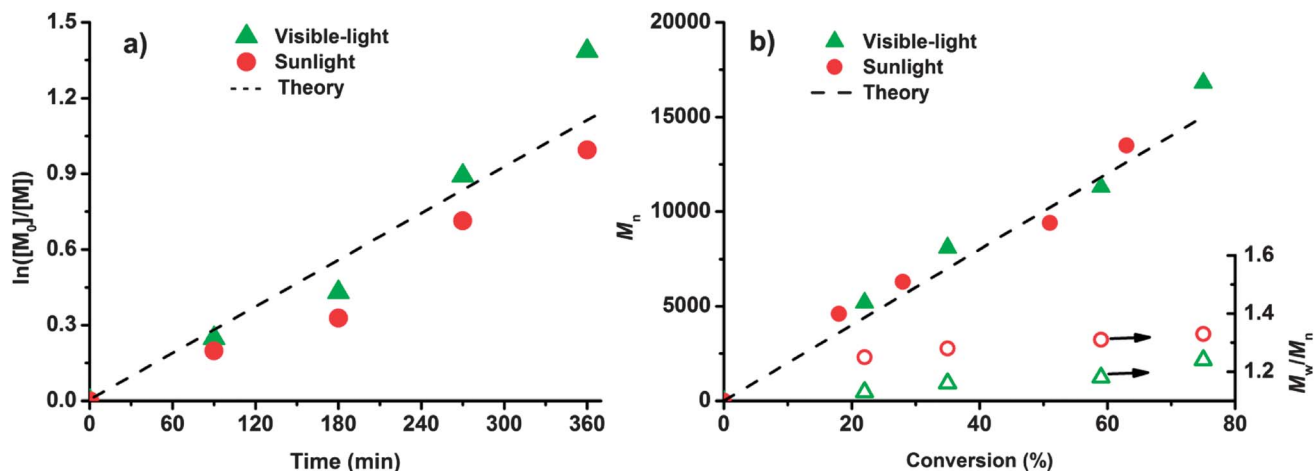 a)
Visible-light
Sunlight
Theory
1.5
1.2
0.9
0.6
0.3
0.0
ln([M₀]/[M])
0 60 120 180 240 300 360
Time (min)
b)
Visible-light
Sunlight
Theory
20000
15000
10000
5000
0
Mₙ
1.6
1.4
1.2
M_w/Mₙ
0 20 40 60 80
Conversion (%)